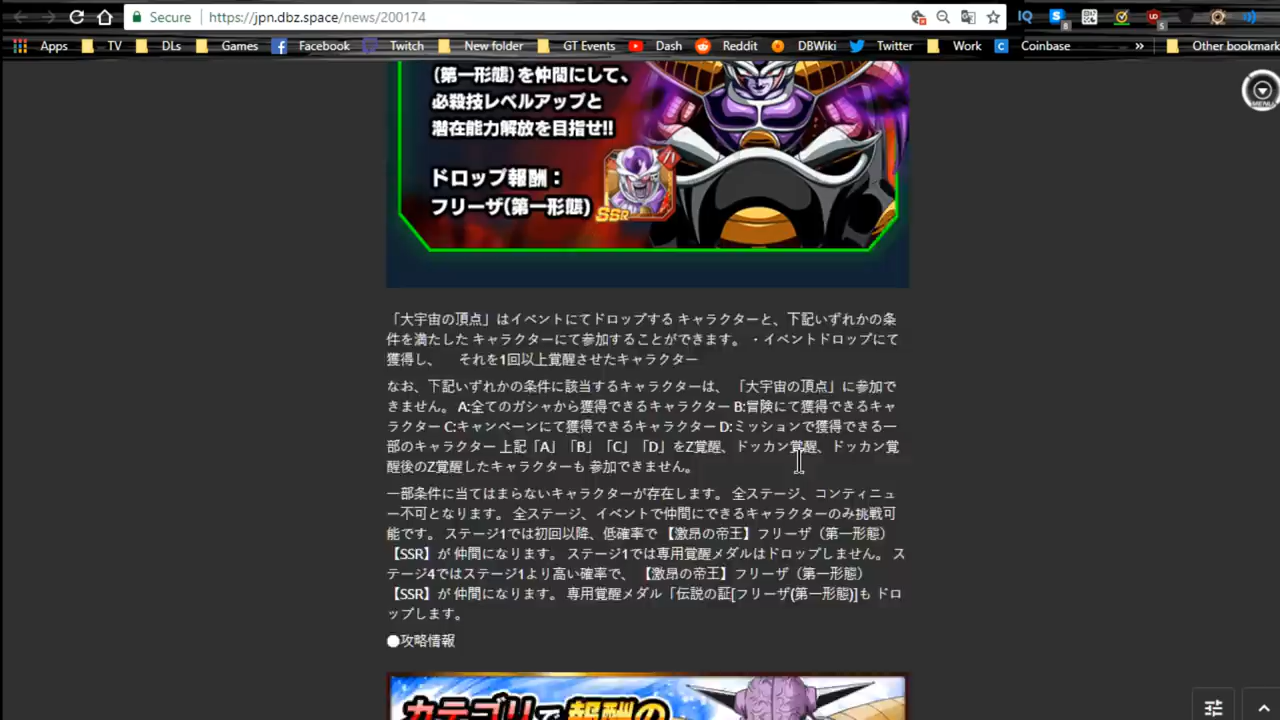 Secure https://jpn.dbz.space/news/200174
Apps TV DLs Games Facebook Twitch New folder GT Events Dash Reddit DBWiki Twitter Work Coinbase » Other bookmark
(第一形態)を仲間にして、
必殺技レベルアップと
潜在能力解放を目指せ!!
ドロップ報酬：
フリーザ(第一形態)
SSR
MENU
「大宇宙の頂点」はイベントにてドロップする キャラクターと、下記いずれかの条
件を満たした キャラクターにて参加することができます。 ・イベントドロップにて
獲得し、　それを1回以上覚醒させたキャラクター
なお、下記いずれかの条件に該当するキャラクターは、 「大宇宙の頂点」に参加で
きません。 A:全てのガシャから獲得できるキャラクター B:冒険にて獲得できるキャ
ラクター C:キャンペーンにて獲得できるキャラクター D:ミッションで獲得できる一
部のキャラクター 上記「A」「B」「C」「D」をZ覚醒、ドッカン覚醒、ドッカン覚
醒後のZ覚醒したキャラクターも 参加できません。
一部条件に当てはまらないキャラクターが存在します。 全ステージ、コンティニュ
ー不可となります。 全ステージ、イベントで仲間にできるキャラクターのみ挑戦可
能です。 ステージ1では初回以降、低確率で 【激昂の帝王】フリーザ（第一形態）
【SSR】が 仲間になります。 ステージ1では専用覚醒メダルはドロップしません。 ス
テージ4ではステージ1より高い確率で、 【激昂の帝王】フリーザ（第一形態）
【SSR】が 仲間になります。 専用覚醒メダル「伝説の証[フリーザ(第一形態)]も ドロ
ップします。
●攻略情報
カテゴリで報酬の